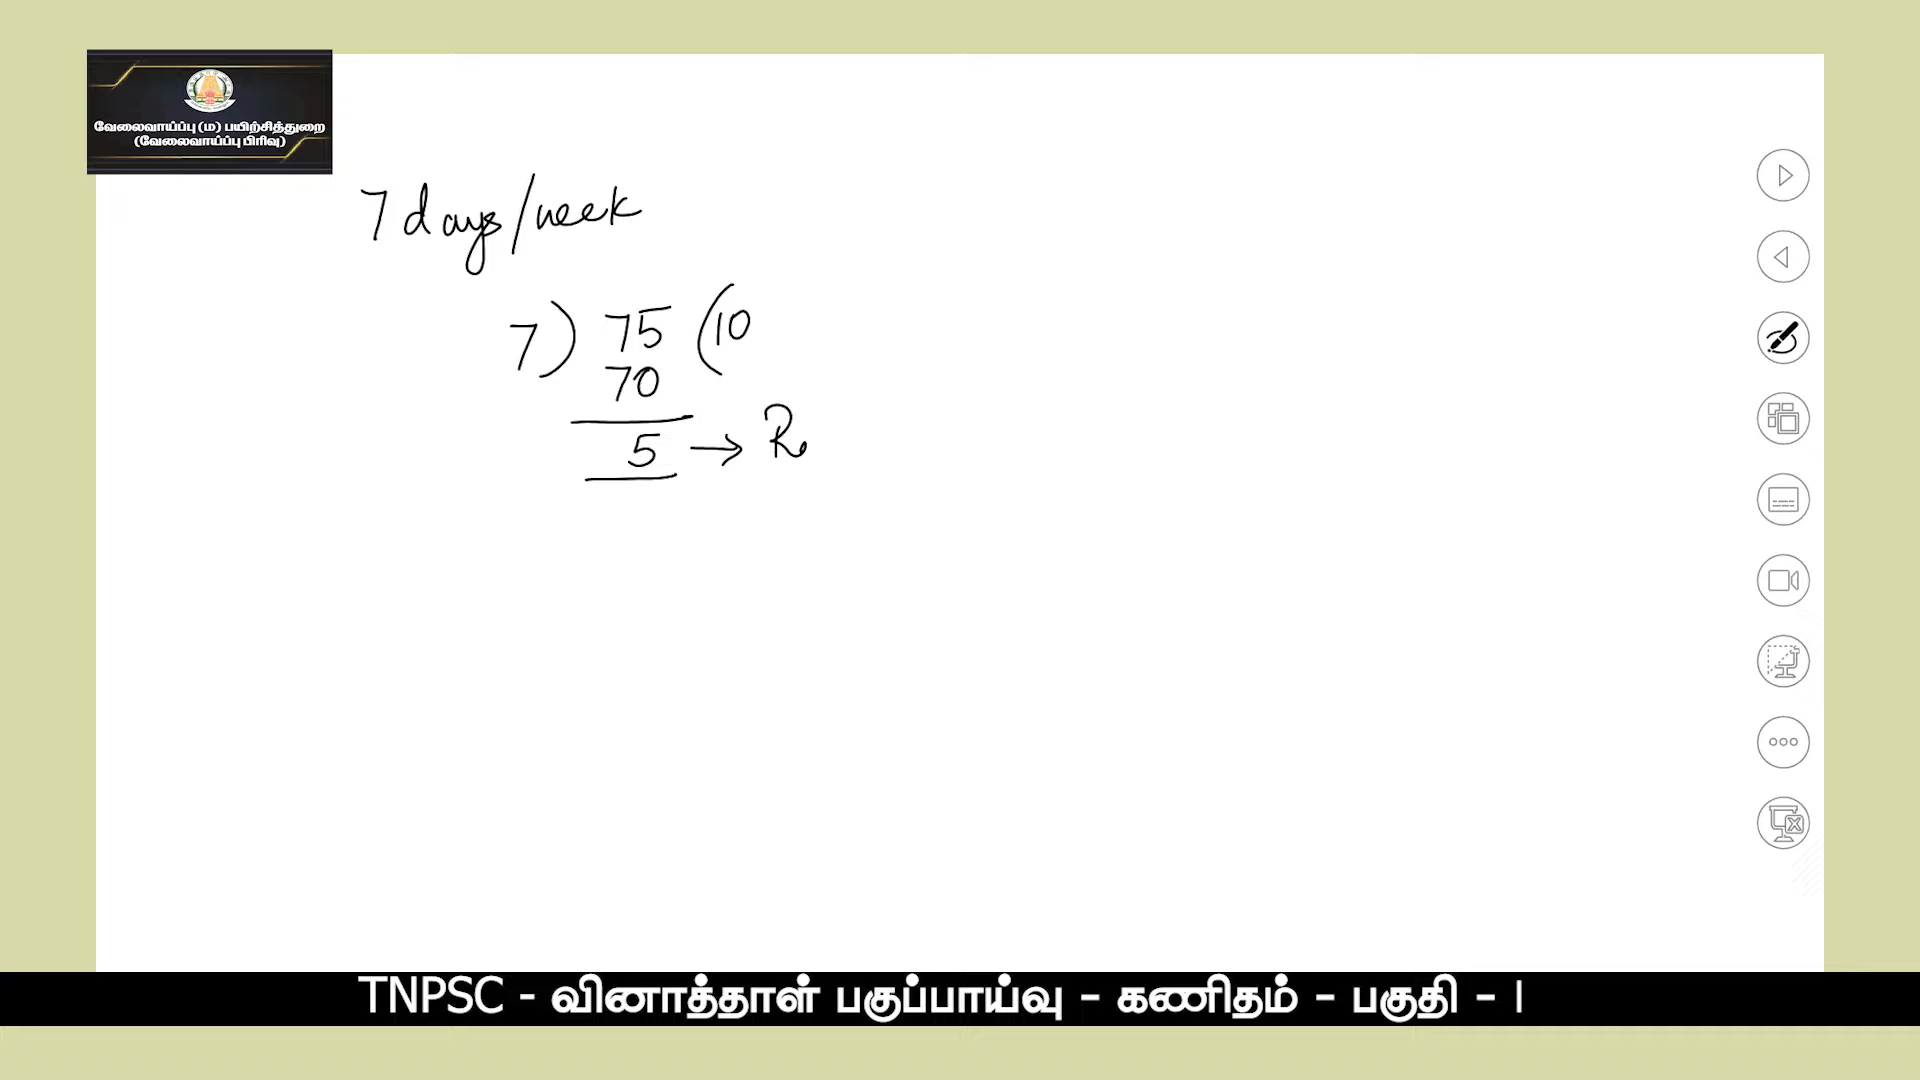 வேலைவாய்ப்பு (ம) பயிற்சித்துறை
(வேலைவாய்ப்பு பிரிவு)
7 days/week
7) 75 (10
70
5 → R
TNPSC - வினாத்தாள் பகுப்பாய்வு - கணிதம் - பகுதி - I